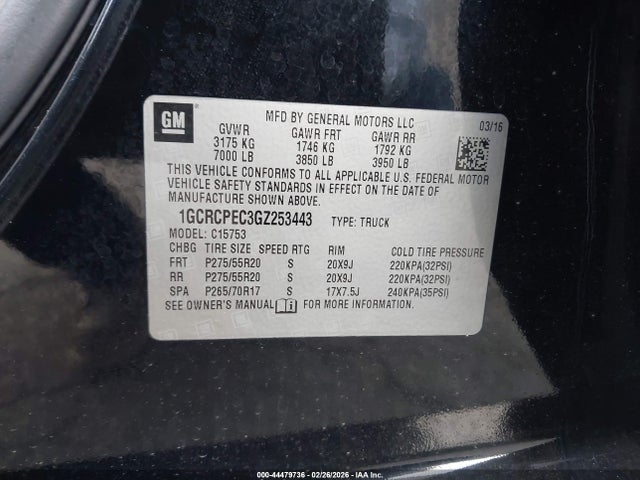 GM
MFD BY GENERAL MOTORS LLC
03/16
GVWR GAWR FRT GAWR RR
3175 KG 1746 KG 1792 KG
7000 LB 3850 LB 3950 LB
THIS VEHICLE CONFORMS TO ALL APPLICABLE U.S. FEDERAL MOTOR
VEHICLE SAFETY STANDARDS IN EFFECT ON THE DATE OF
MANUFACTURE SHOWN ABOVE.
1GCRCPEC3GZ253443 TYPE: TRUCK
MODEL: C15753
CHBG TIRE SIZE SPEED RTG RIM COLD TIRE PRESSURE
FRT P275/55R20 S 20X9J 220KPA(32PSI)
RR P275/55R20 S 20X9J 220KPA(32PSI)
SPA P265/70R17 S 17X7.5J 240KPA(35PSI)
SEE OWNER'S MANUAL FOR MORE INFORMATION.
000-44479736 - 02/26/2026 - IAA, Inc.